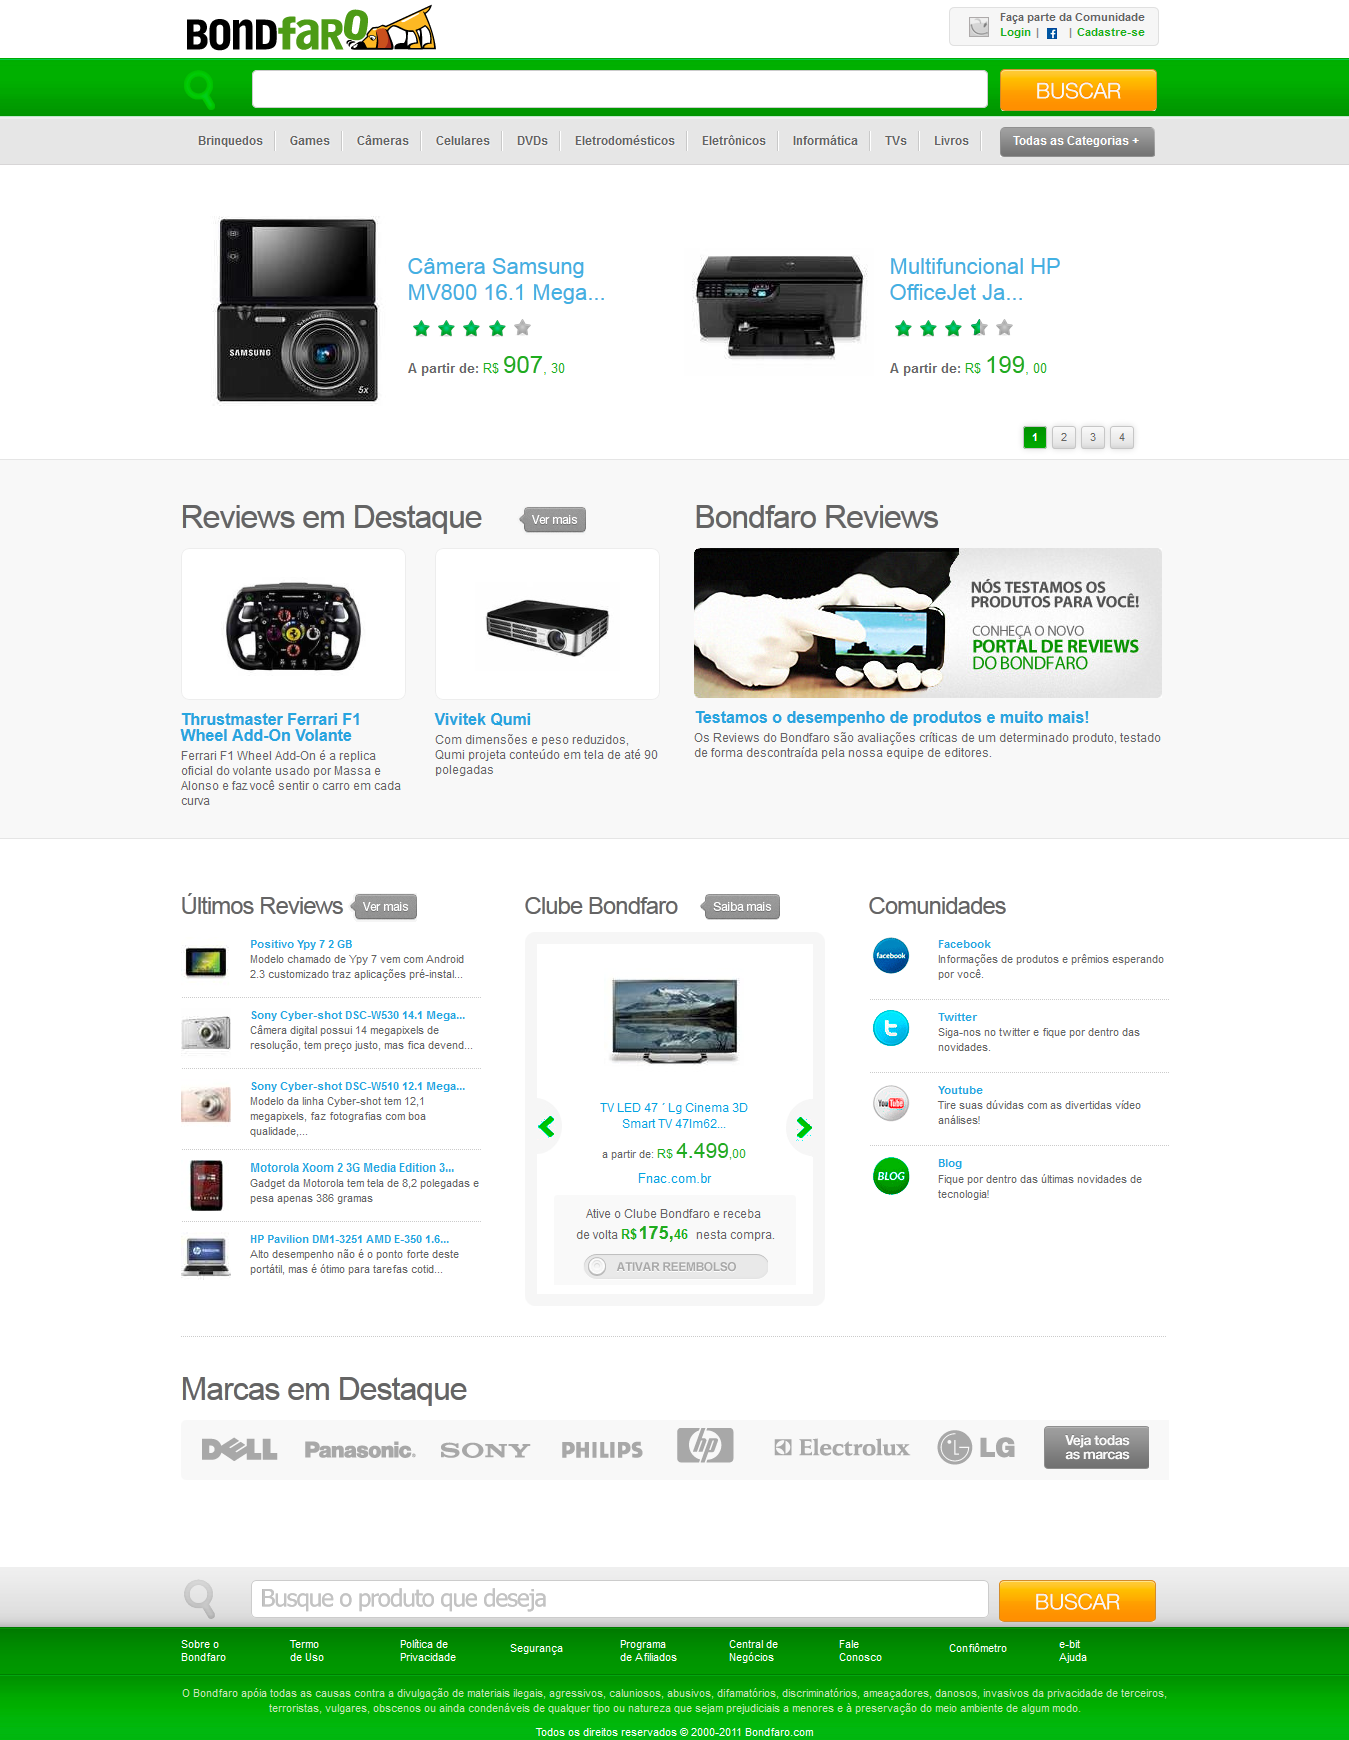 BONDFARO
Faça parte da Comunidade
Login | | Cadastre-se
BUSCAR
Brinquedos Games Câmeras Celulares DVDs Eletrodomésticos Eletrônicos Informática TVs Livros Todas as Categorias +
SAMSUNG
5x
Câmera Samsung
MV800 16.1 Mega...
A partir de: R$ 907, 30
Multifuncional HP
OfficeJet Ja...
A partir de: R$ 199, 00
1 2 3 4
Reviews em Destaque
Ver mais
Bondfaro Reviews
NÓS TESTAMOS OS
PRODUTOS PARA VOCÊ!
CONHEÇA O NOVO
PORTAL DE REVIEWS
DO BONDFARO
Thrustmaster Ferrari F1
Wheel Add-On Volante
Ferrari F1 Wheel Add-On é a replica
oficial do volante usado por Massa e
Alonso e faz você sentir o carro em cada
curva
Vivitek Qumi
Com dimensões e peso reduzidos,
Qumi projeta conteúdo em tela de até 90
polegadas
Testamos o desempenho de produtos e muito mais!
Os Reviews do Bondfaro são avaliações críticas de um determinado produto, testado
de forma descontraída pela nossa equipe de editores.
Últimos Reviews
Ver mais
Positivo Ypy 7 2 GB
Modelo chamado de Ypy 7 vem com Android
2.3 customizado traz aplicações pré-instal...
Sony Cyber-shot DSC-W530 14.1 Mega...
Câmera digital possui 14 megapixels de
resolução, tem preço justo, mas fica devend...
Sony Cyber-shot DSC-W510 12.1 Mega...
Modelo da linha Cyber-shot tem 12,1
megapixels, faz fotografias com boa
qualidade,...
Motorola Xoom 2 3G Media Edition 3...
Gadget da Motorola tem tela de 8,2 polegadas e
pesa apenas 386 gramas
HP Pavilion DM1-3251 AMD E-350 1.6...
Alto desempenho não é o ponto forte deste
portátil, mas é ótimo para tarefas cotid...
Clube Bondfaro
Saiba mais
TV LED 47 ´ Lg Cinema 3D
Smart TV 47lm62...
a partir de: R$ 4.499,00
Fnac.com.br
Ative o Clube Bondfaro e receba
de volta R$175,46 nesta compra.
ATIVAR REEMBOLSO
Comunidades
facebook
Facebook
Informações de produtos e prêmios esperando
por você.
Twitter
Siga-nos no twitter e fique por dentro das
novidades.
YouTube
Youtube
Tire suas dúvidas com as divertidas vídeo
análises!
BLOG
Blog
Fique por dentro das últimas novidades de
tecnologia!
Marcas em Destaque
DELL Panasonic. SONY PHILIPS hp Electrolux LG
Veja todas
as marcas
Busque o produto que deseja
BUSCAR
Sobre o
Bondfaro
Termo
de Uso
Política de
Privacidade
Segurança
Programa
de Afiliados
Central de
Negócios
Fale
Conosco
Confiômetro
e-bit
Ajuda
O Bondfaro apóia todas as causas contra a divulgação de materiais ilegais, agressivos, caluniosos, abusivos, difamatórios, discriminatórios, ameaçadores, danosos, invasivos da privacidade de terceiros,
terroristas, vulgares, obscenos ou ainda condenáveis de qualquer tipo ou natureza que sejam prejudiciais a menores e à preservação do meio ambiente de algum modo.
Todos os direitos reservados © 2000-2011 Bondfaro.com